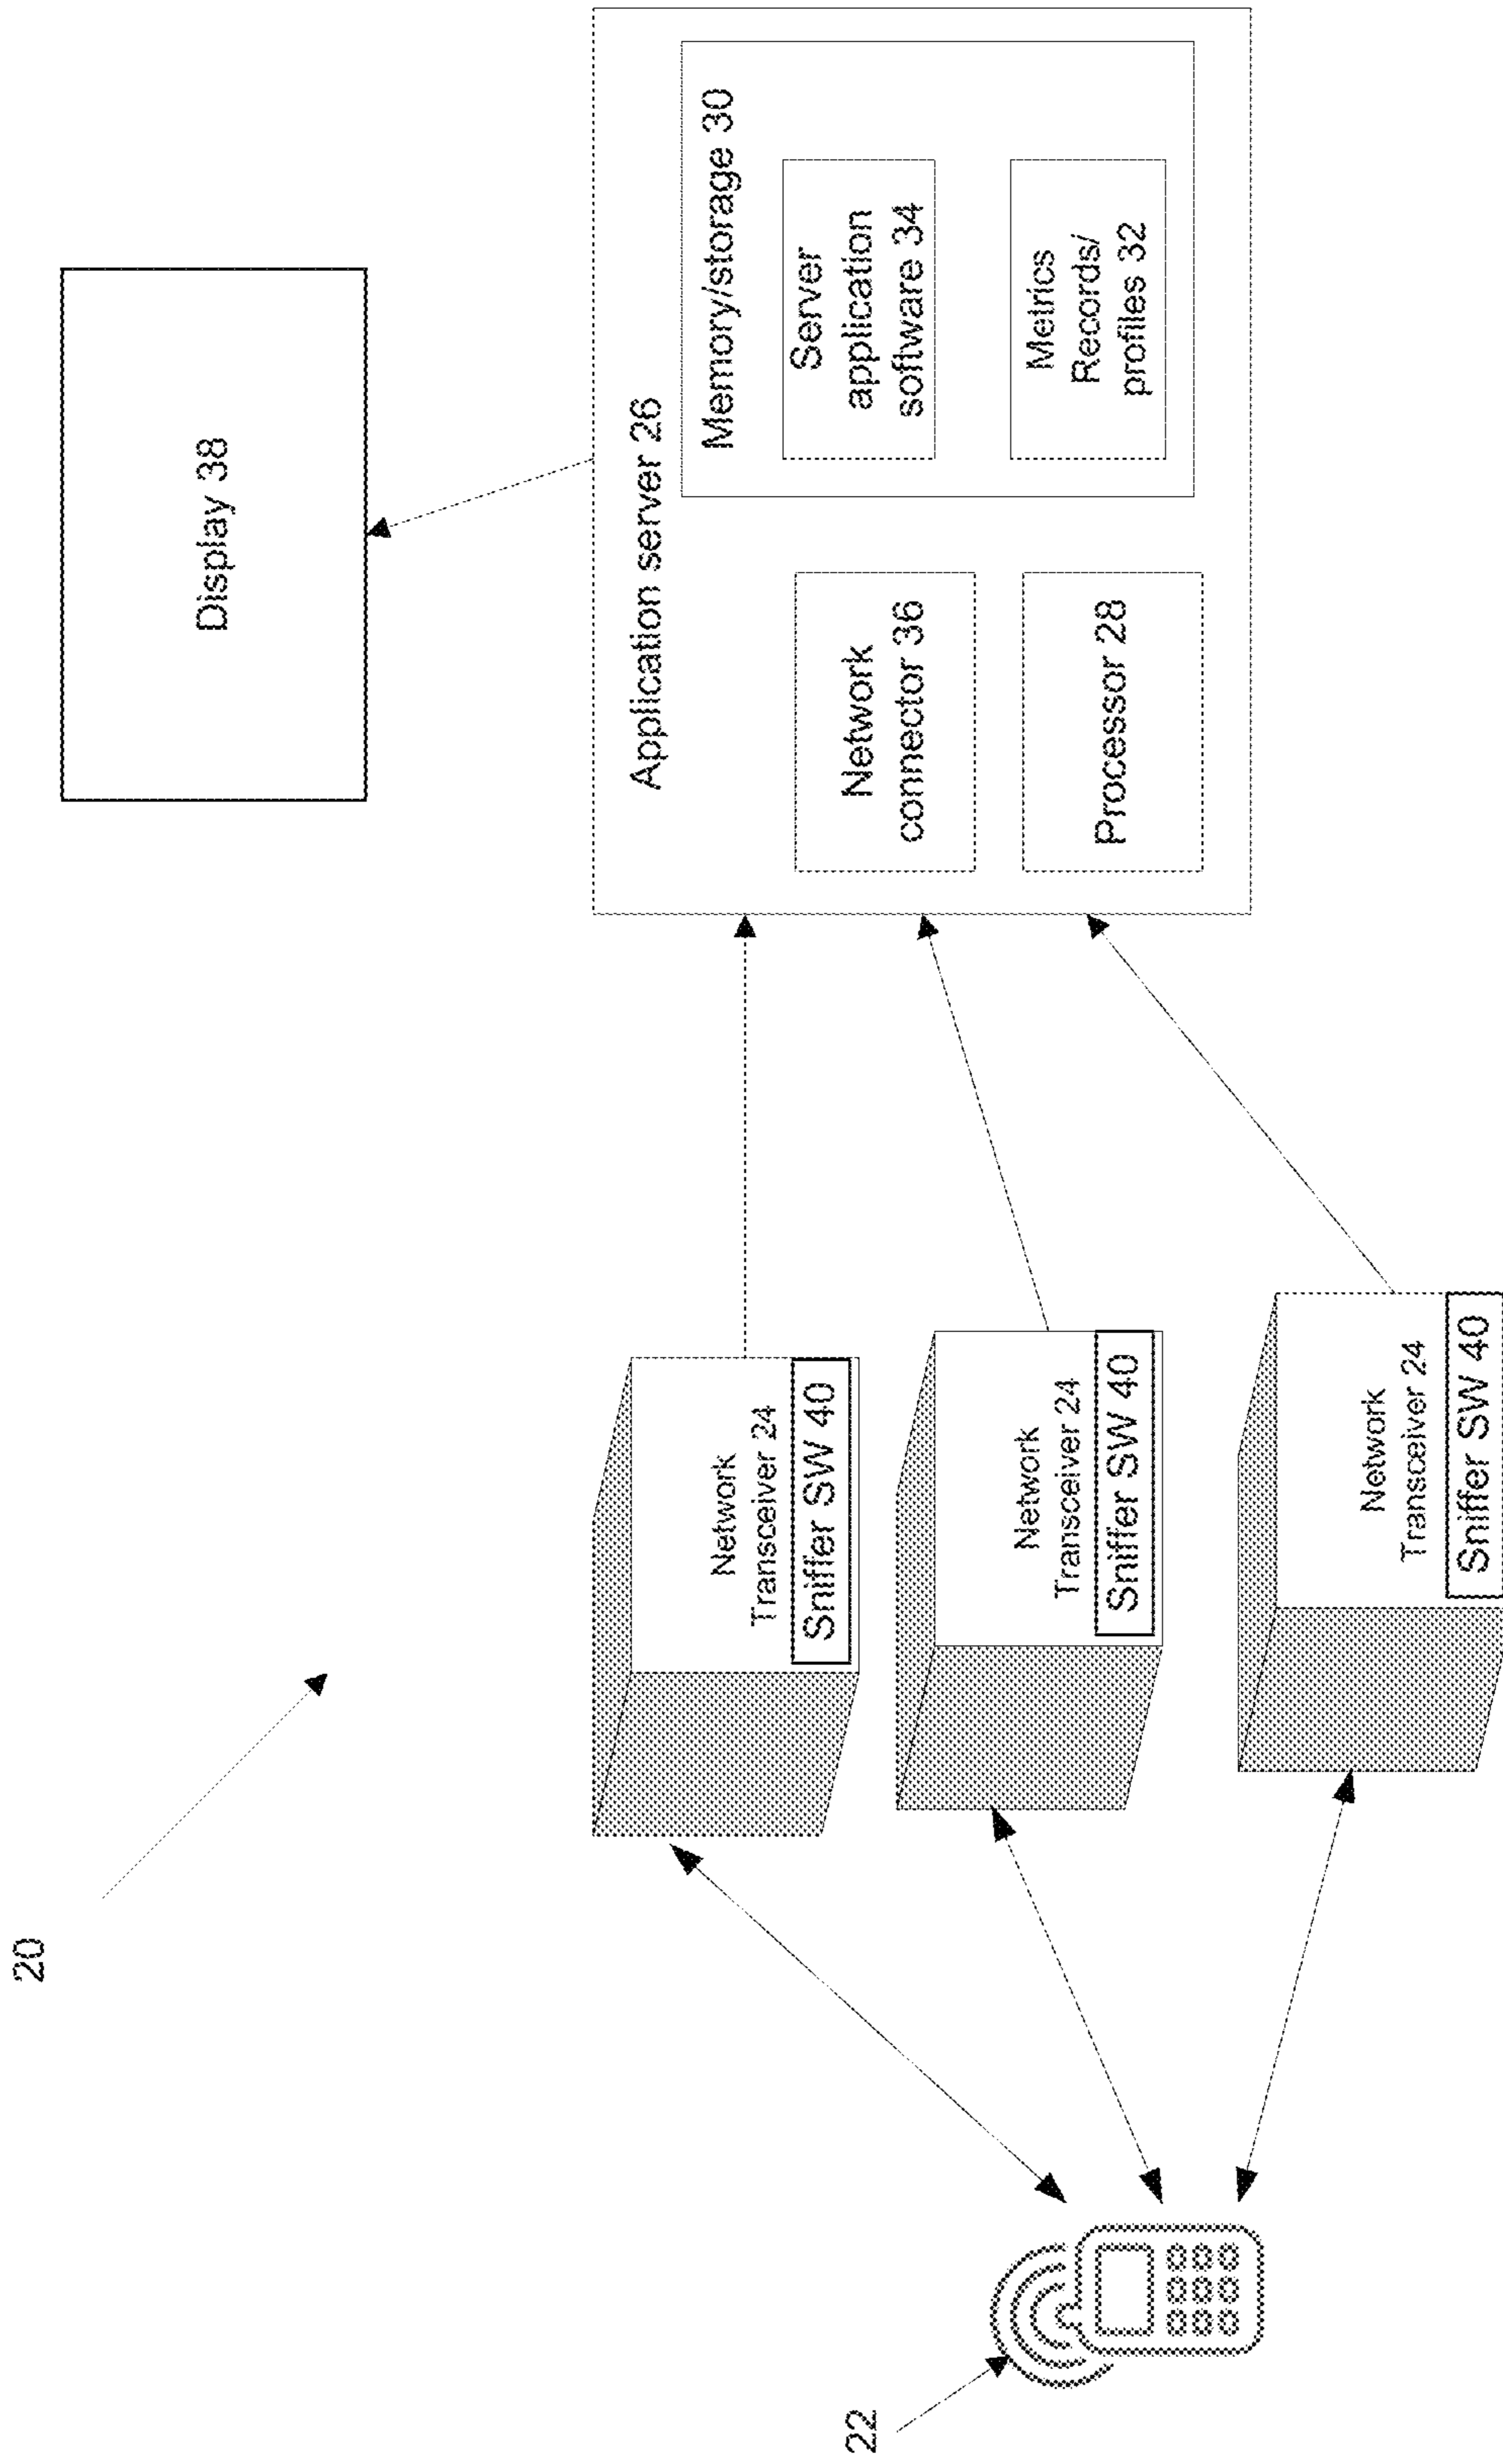 20
Display 38
Application server 26
Memory/storage 30
Network
connector 36
Server
application
software 34
Processor 28
Metrics
Records/
profiles 32
Network
Transceiver 24
Sniffer SW 40
Network
Transceiver 24
Sniffer SW 40
Network
Transceiver 24
Sniffer SW 40
22